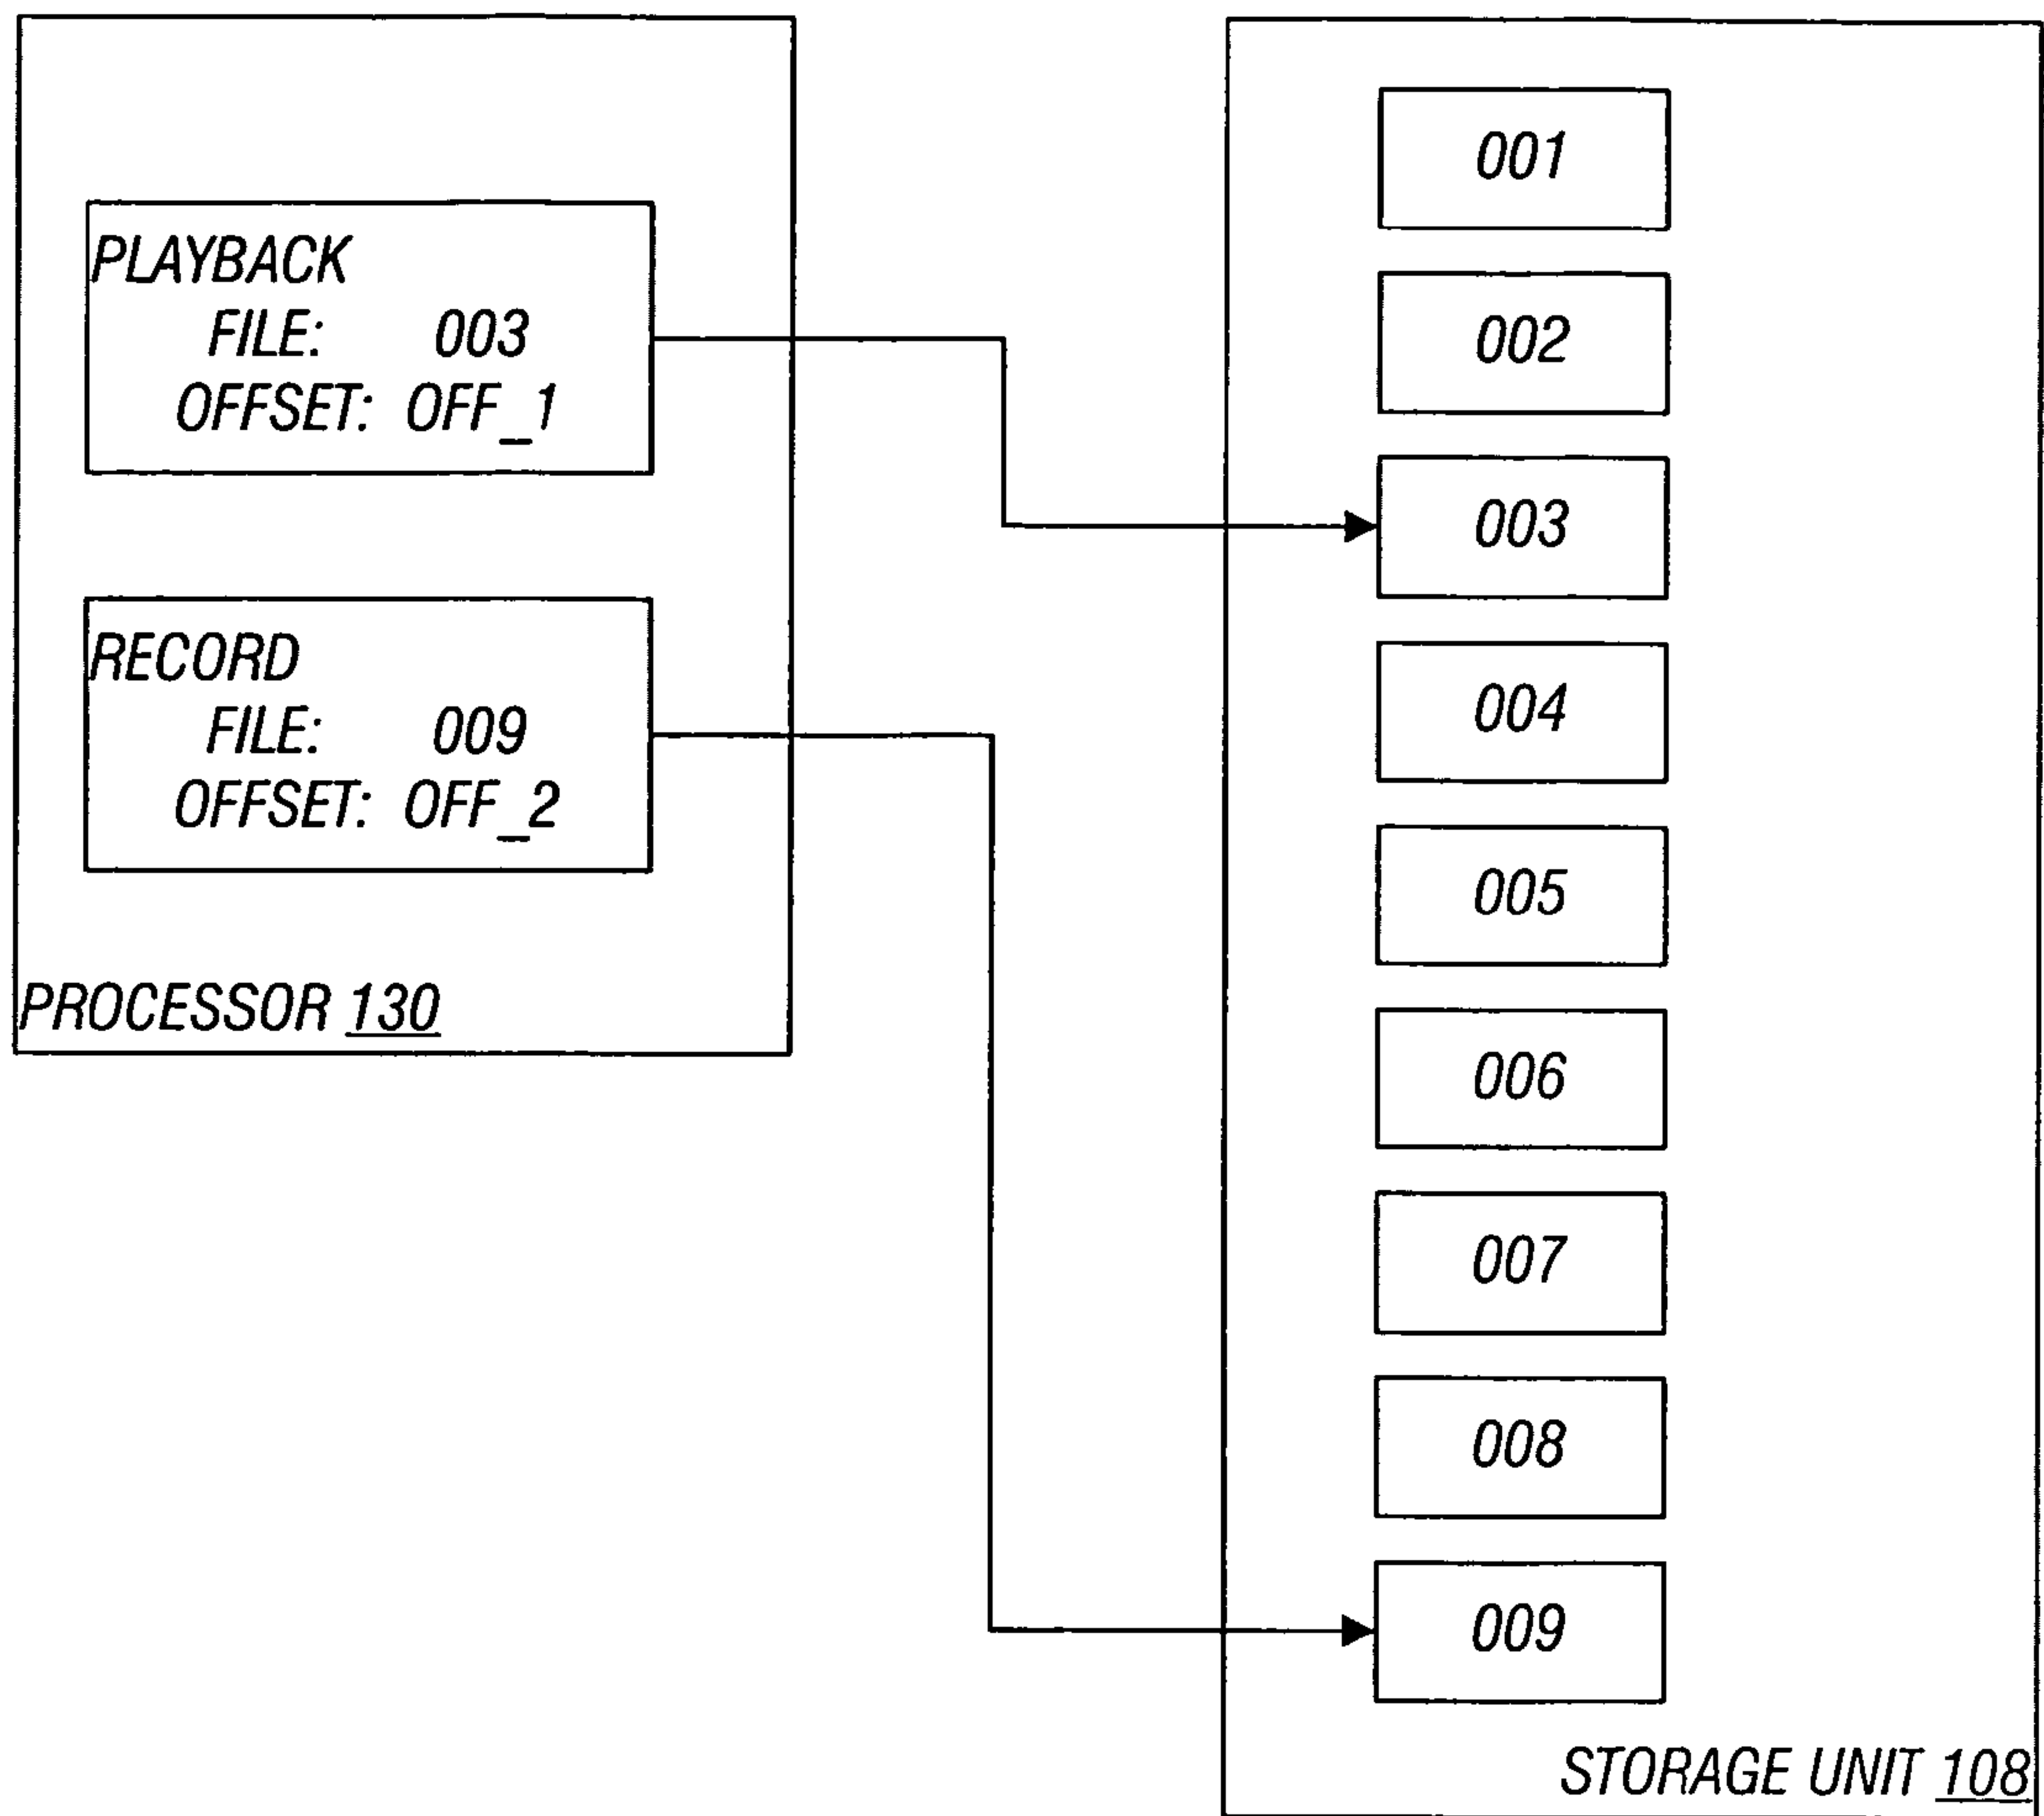 PLAYBACK
FILE: 003
OFFSET: OFF_1
RECORD
FILE: 009
OFFSET: OFF_2
PROCESSOR 130
001
002
003
004
005
006
007
008
009
STORAGE UNIT 108